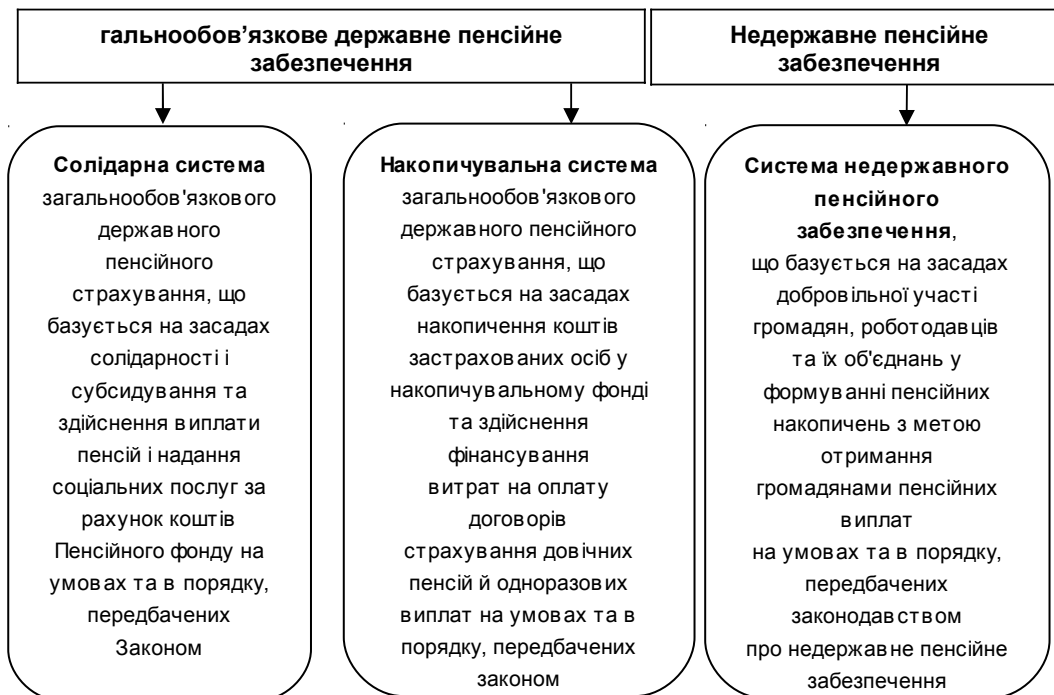 гальнообов’язкове державне пенсійне
забезпечення
Недержавне пенсійне
забезпечення
Солідарна система
загальнообов'язкового
державного
пенсійного
страхування, що
базується на засадах
солідарності і
субсидування та
здійснення виплати
пенсій і надання
соціальних послуг за
рахунок коштів
Пенсійного фонду на
умовах та в порядку,
передбачених
Законом
Накопичувальна система
загальнообов'язкового
державного пенсійного
страхування, що
базується на засадах
накопичення коштів
застрахованих осіб у
накопичувальному фонді
та здійснення
фінансування
витрат на оплату
договорів
страхування довічних
пенсій й одноразових
виплат на умовах та в
порядку, передбачених
законом
Система недержавного
пенсійного
забезпечення,
що базується на засадах
добровільної участі
громадян, роботодавців
та їх об'єднань у
формуванні пенсійних
накопичень з метою
отримання
громадянами пенсійних
виплат
на умовах та в порядку,
передбачених
законодавством
про недержавне пенсійне
забезпечення